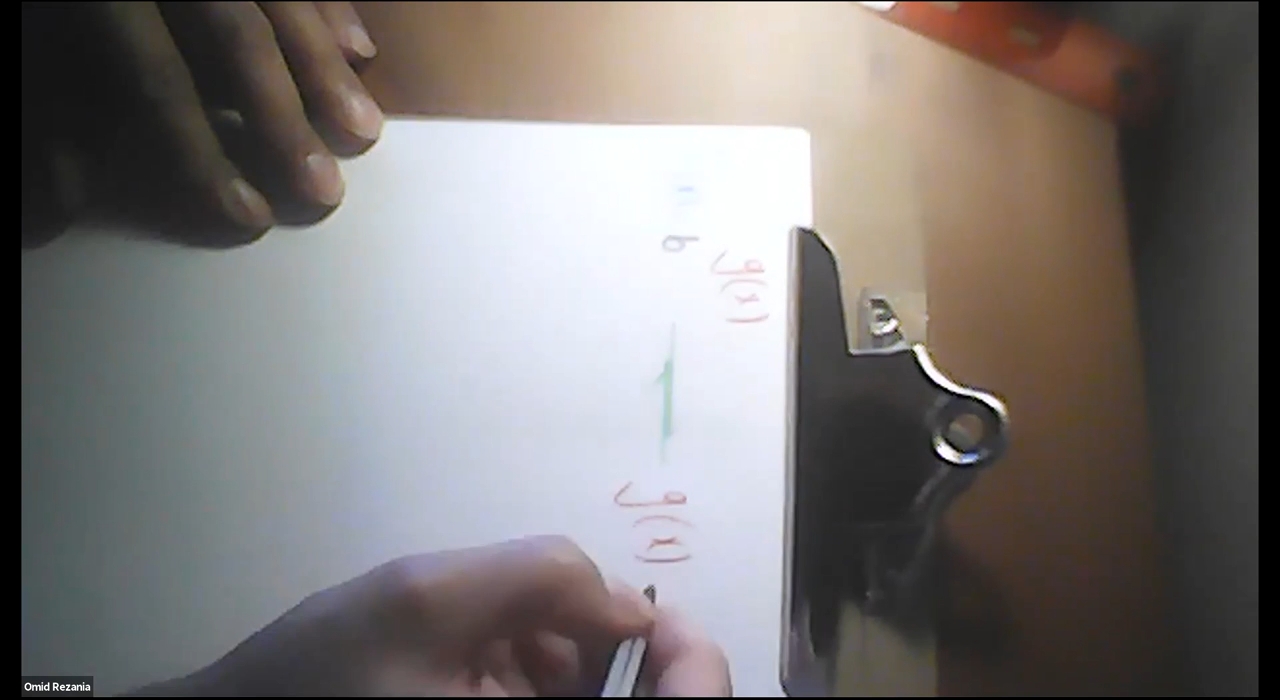 b^g(x) → g(x)
Omid Rezania